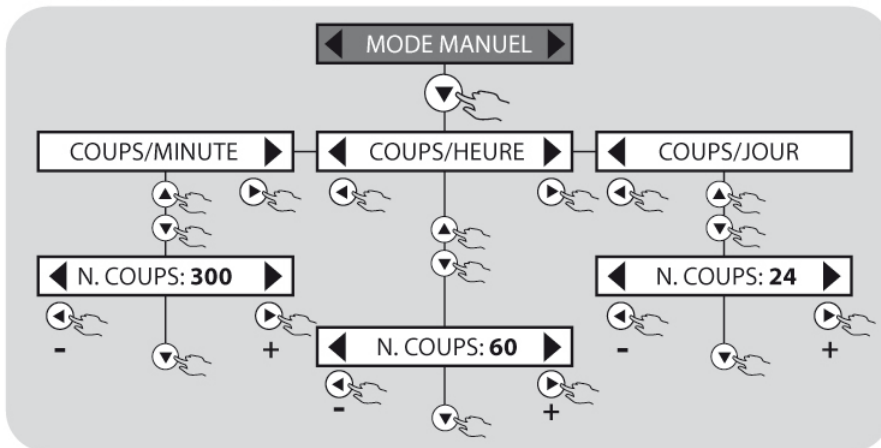 MODE MANUEL
COUPS/MINUTE
COUPS/HEURE
COUPS/JOUR
N. COUPS: 300
N. COUPS: 24
- +
- +
N. COUPS: 60
- +